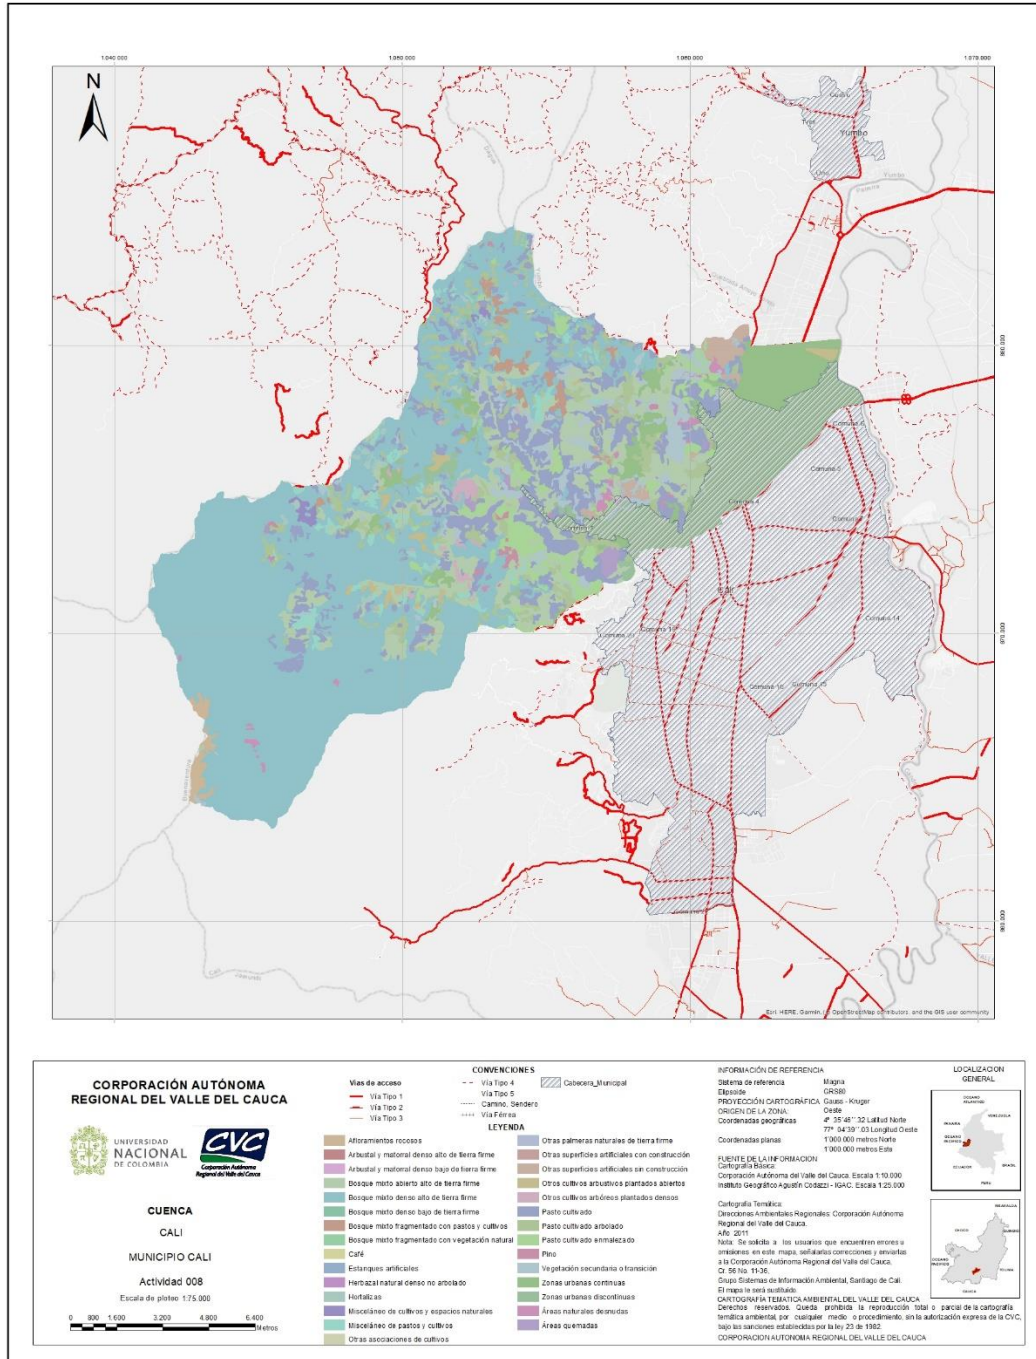 1.040.000 1.050.000 1.060.000 1.070.000
N
Yumbo
980.000
Comuna 6
Comuna 5
Comuna 4
970.000
Comuna 14
Comuna 16
960.000
Esri, HERE, Garmin, (c) OpenStreetMap contributors, and the GIS user community
CORPORACIÓN AUTÓNOMA
REGIONAL DEL VALLE DEL CAUCA
UNIVERSIDAD
NACIONAL
DE COLOMBIA
CVC
Corporación Autónoma
Regional del Valle del Cauca
CUENCA
CALI
MUNICIPIO CALI
Actividad 008
Escala de ploteo 1:75.000
0 800 1.600 3.200 4.800 6.400
Metros
CONVENCIONES
Vías de acceso
Vía Tipo 1
Vía Tipo 2
Vía Tipo 3
Vía Tipo 4
Vía Tipo 5
Camino, Sendero
Vía Férrea
Cabecera_Municipal
LEYENDA
Afloramientos rocosos
Arbustal y matorral denso alto de tierra firme
Arbustal y matorral denso bajo de tierra firme
Bosque mixto abierto alto de tierra firme
Bosque mixto denso alto de tierra firme
Bosque mixto denso bajo de tierra firme
Bosque mixto fragmentado con pastos y cultivos
Bosque mixto fragmentado con vegetación natural
Café
Estanques artificiales
Herbazal natural denso no arbolado
Hortalizas
Misceláneo de cultivos y espacios naturales
Misceláneo de pastos y cultivos
Otras asociaciones de cultivos
Otras palmeras naturales de tierra firme
Otras superficies artificiales con construcción
Otras superficies artificiales sin construcción
Otros cultivos arbustivos plantados abiertos
Otros cultivos arbóreos plantados densos
Pasto cultivado
Pasto cultivado arbolado
Pasto cultivado enmalezado
Pino
Vegetación secundaria o transición
Zonas urbanas continuas
Zonas urbanas discontinuas
Áreas naturales desnudas
Áreas quemadas
INFORMACIÓN DE REFERENCIA
Sistema de referencia Magna
Elipsoide GRS80
PROYECCIÓN CARTOGRÁFICA Gauss - Kruger
ORIGEN DE LA ZONA: Oeste
Coordenadas geográficas 4° 35'46''.32 Latitud Norte
77° 04'39''.03 Longitud Oeste
Coordenadas planas 1'000.000 metros Norte
1'000.000 metros Este
FUENTE DE LA INFORMACIÓN
Cartografía Básica:
Corporación Autónoma del Valle del Cauca. Escala 1:10.000
Instituto Geográfico Agustín Codazzi - IGAC. Escala 1:25.000
Cartografía Temática:
Direcciones Ambientales Regionales. Corporación Autónoma
Regional del Valle del Cauca.
Año 2011
Nota: Se solicita a los usuarios que encuentren errores u
omisiones en este mapa, señalarlas correcciones y enviarlas
a la Corporación Autónoma Regional del Valle del Cauca.
Cr. 56 No. 11-36.
Grupo Sistemas de Información Ambiental, Santiago de Cali.
El mapa le será sustituido.
CARTOGRAFÍA TEMATICA AMBIENTAL DEL VALLE DEL CAUCA
Derechos reservados. Queda prohibida la reproducción total o parcial de la cartografía
temática ambiental, por cualquier medio o procedimiento, sin la autorización expresa de la CVC,
bajo las sanciones establecidas por la ley 23 de 1982.
CORPORACION AUTONOMA REGIONAL DEL VALLE DEL CAUCA
LOCALIZACION
GENERAL